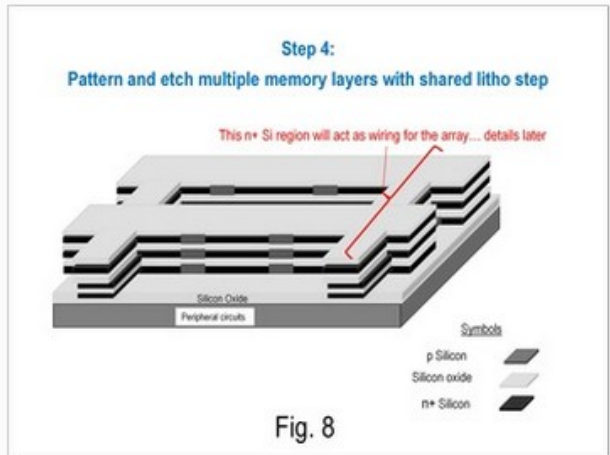 Step 4:
Pattern and etch multiple memory layers with shared litho step
This n+ Si region will act as wiring for the array... details later
Silicon Oxide
Peripheral circuits
Symbols
p Silicon
Silicon oxide
n+ Silicon
Fig. 8